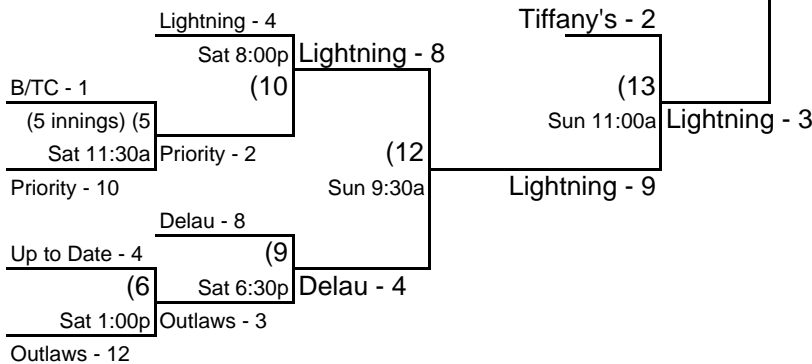 Lightning - 4
Tiffany's - 2
Sat 8:00p
Lightning - 8
B/TC - 1
(10
(13
(5 innings) (5
Sun 11:00a
Lightning - 3
Sat 11:30a
Priority - 2
(12
Priority - 10
Sun 9:30a
Lightning - 9
Delau - 8
Up to Date - 4
(9
(6
Sat 6:30p
Delau - 4
Sat 1:00p
Outlaws - 3
Outlaws - 12